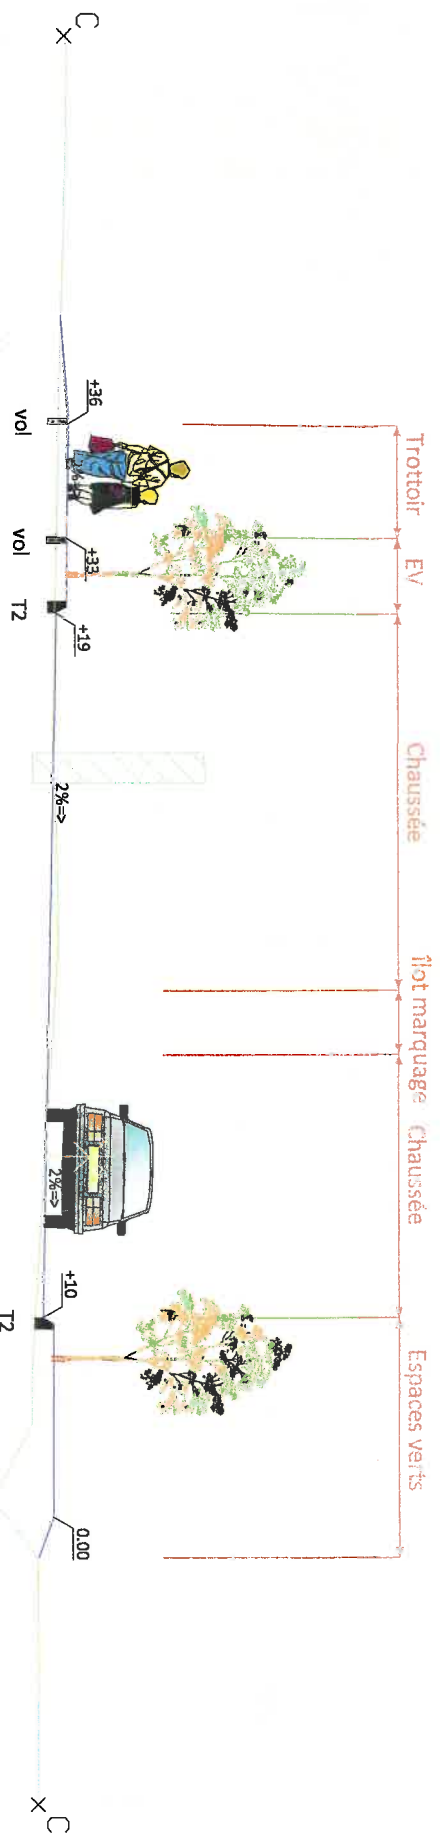 C
Trottoir
EV
Chaussée
îlot marquage
Chaussée
Espaces verts
+36
+33
+19
2%=>
2%=>
+10
0.00
vol
vol
T2
T2
C